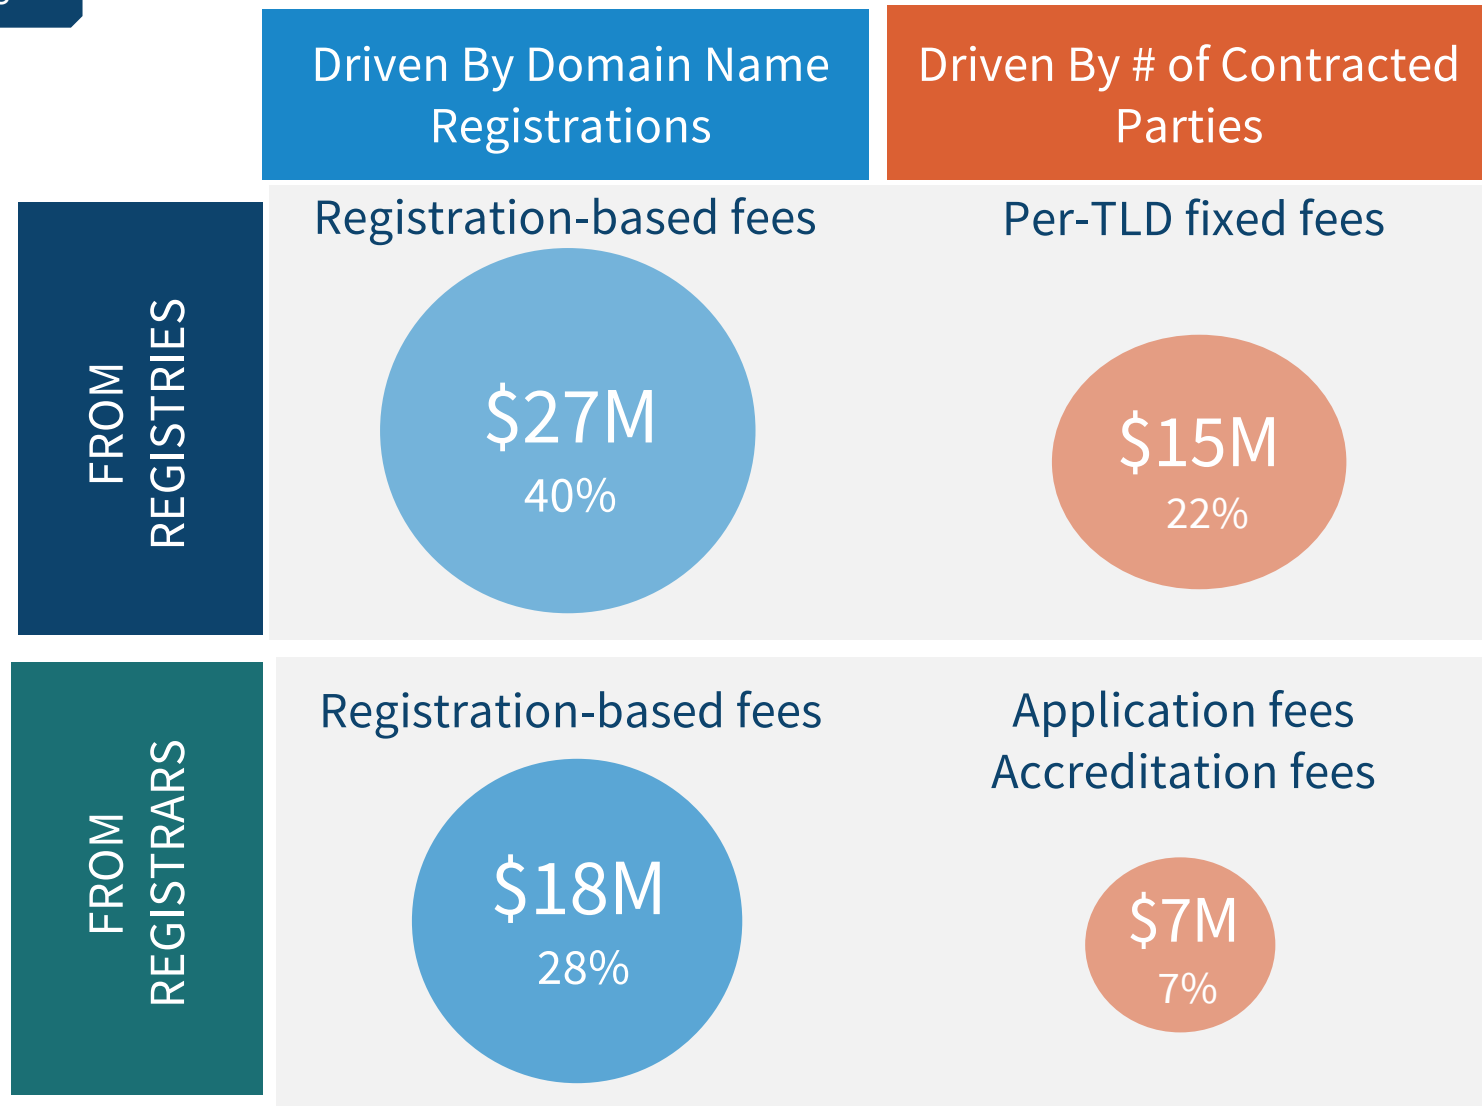 Driven By Domain Name
Registrations
Driven By # of Contracted
Parties
FROM
REGISTRIES
Registration-based fees
$27M
40%
Per-TLD fixed fees
$15M
22%
FROM
REGISTRARS
Registration-based fees
$18M
28%
Application fees
Accreditation fees
$7M
7%